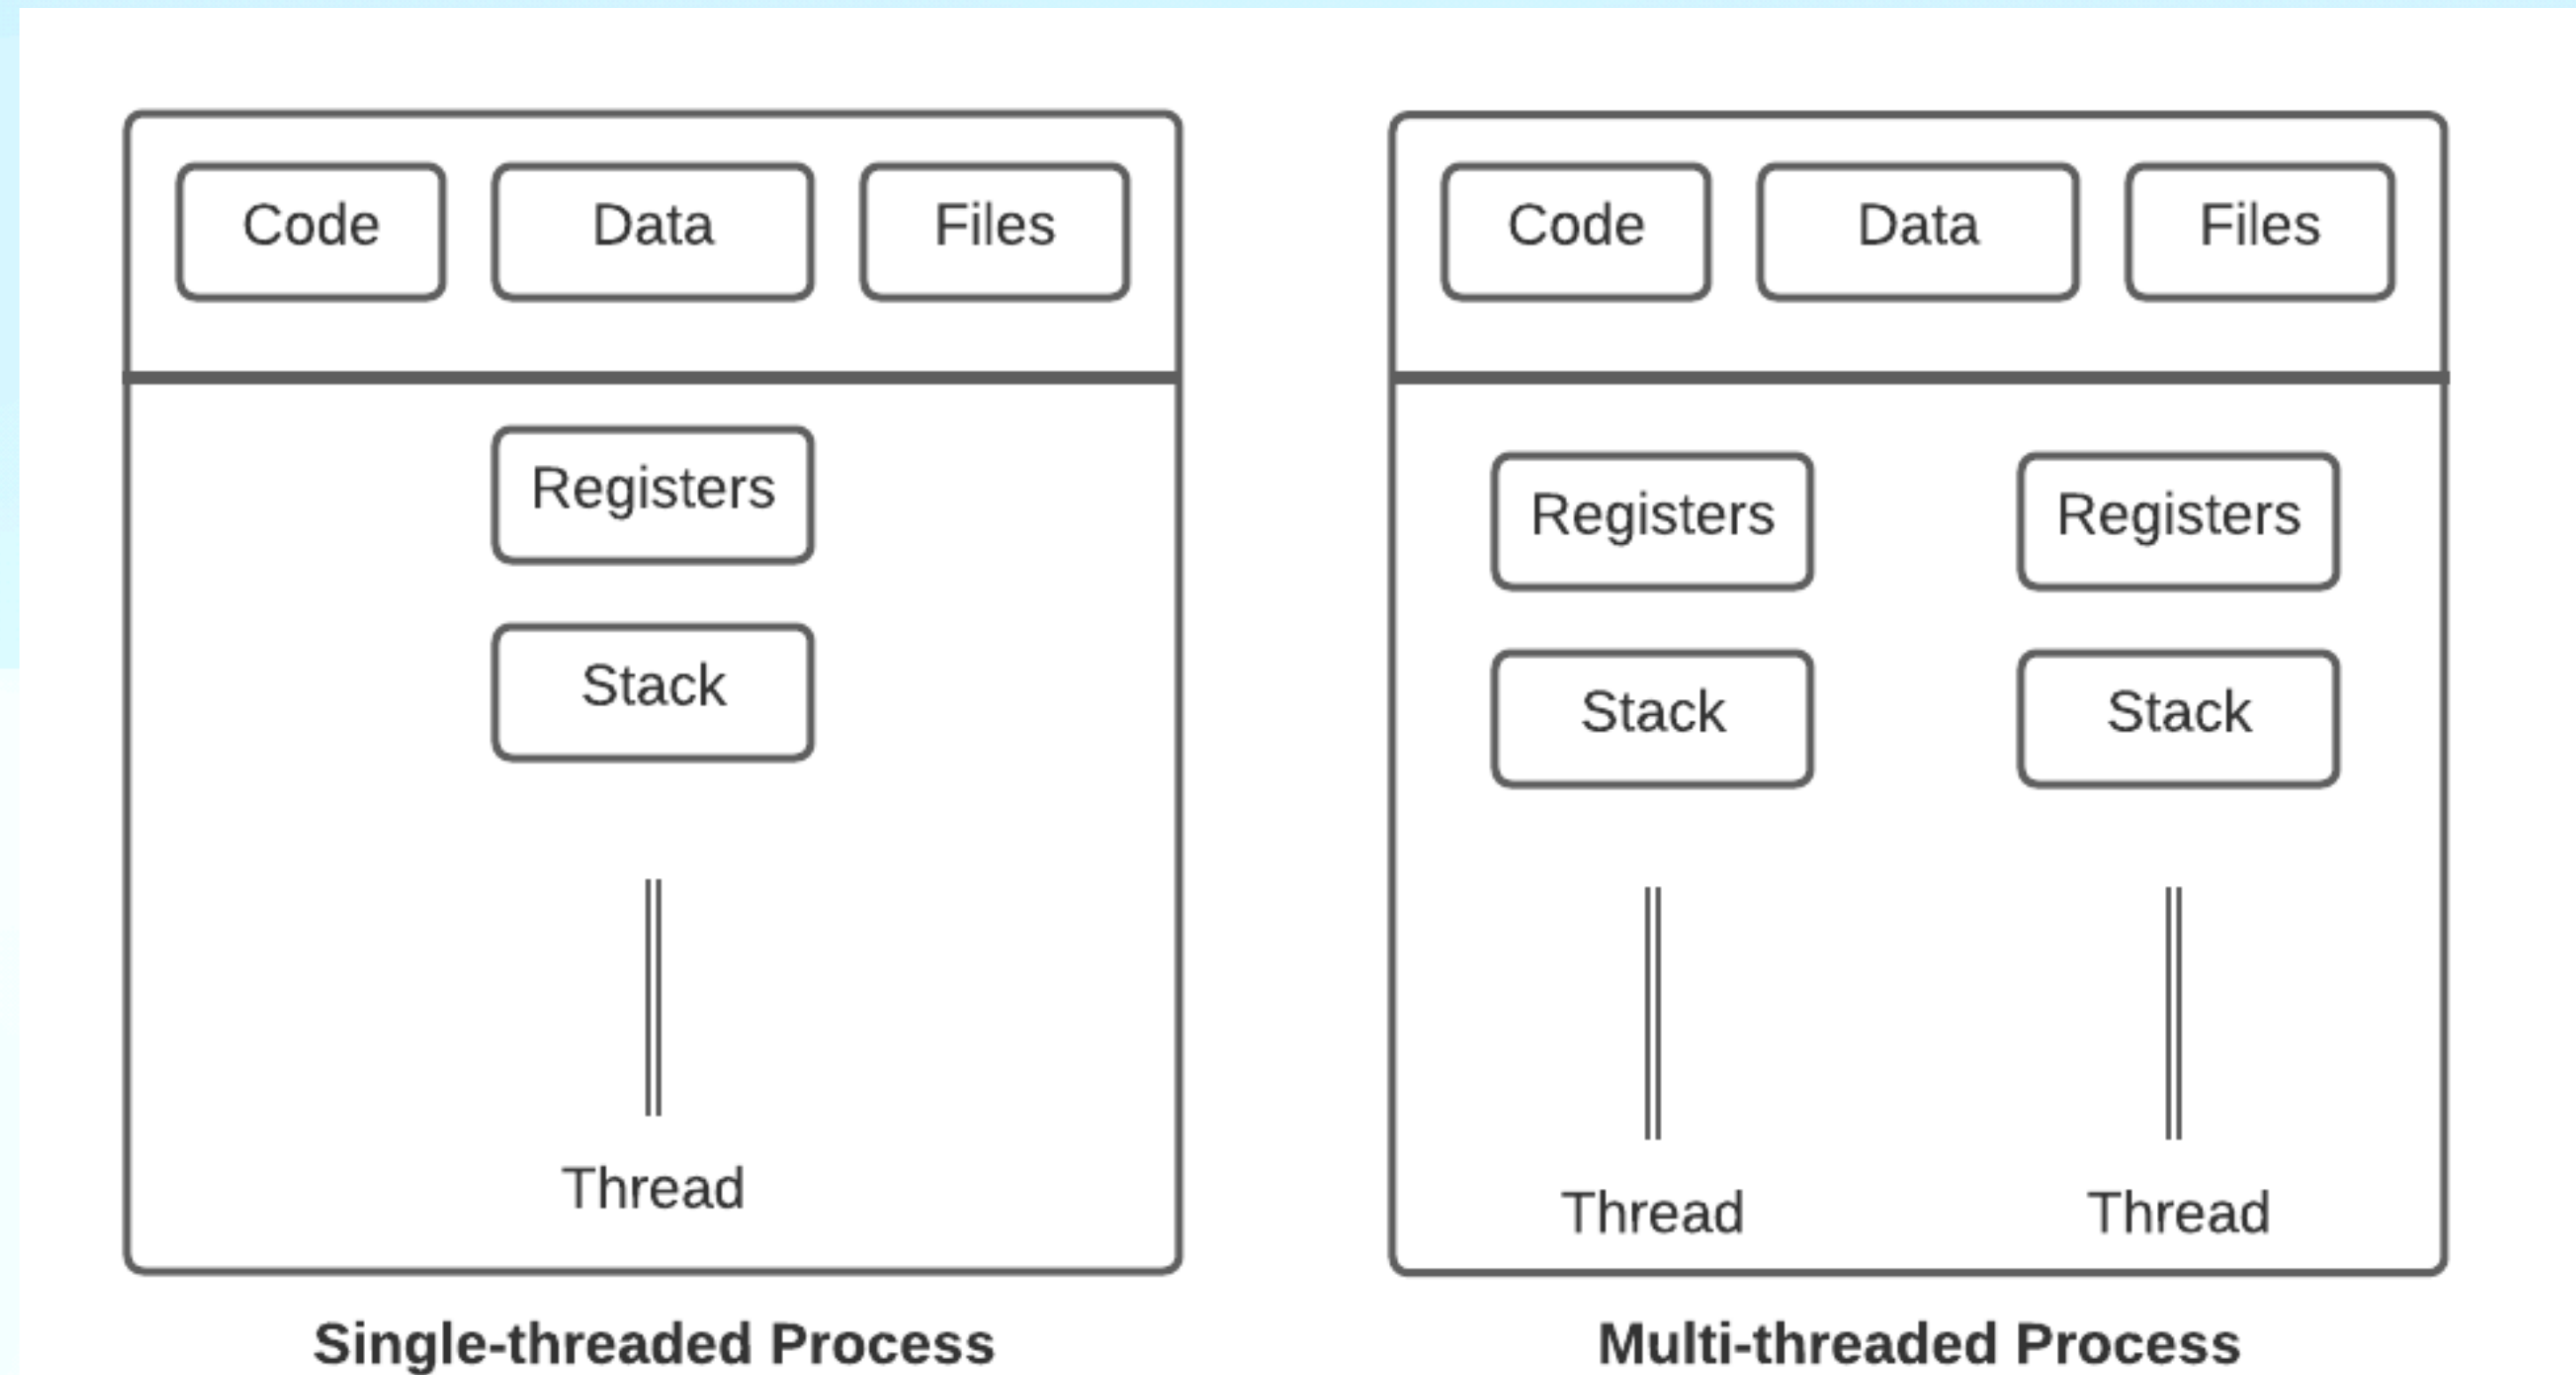 Code Data Files
Registers
Stack
Thread
Single-threaded Process
Code Data Files
Registers Registers
Stack Stack
Thread Thread
Multi-threaded Process